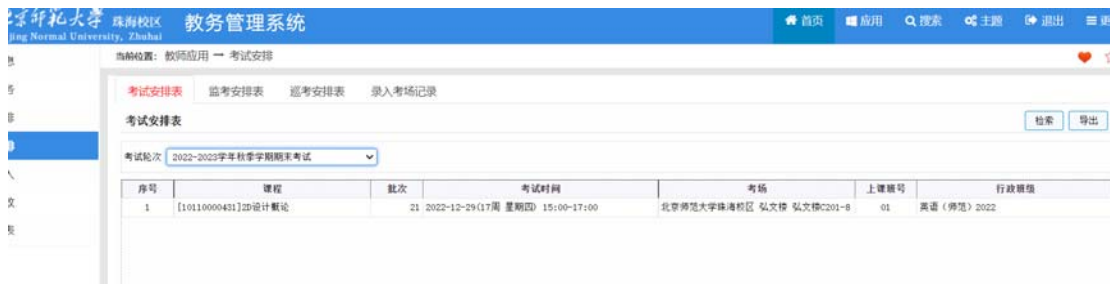 北京师范大学 珠海校区 教务管理系统 首页 应用 搜索 主题 退出
jing Normal University, Zhuhai
当前位置: 教师应用 → 考试安排
考试安排表 监考安排表 巡考安排表 录入考场记录
考试安排表 检索 导出
考试轮次 2022-2023学年秋季学期期末考试
序号 课程 批次 考试时间 考场 上课班号 行政班级
1 [10110000431]2D设计概论 21 2022-12-29(17周 星期四) 15:00-17:00 北京师范大学珠海校区 弘文楼 弘文楼C201-8 01 英语（师范）2022